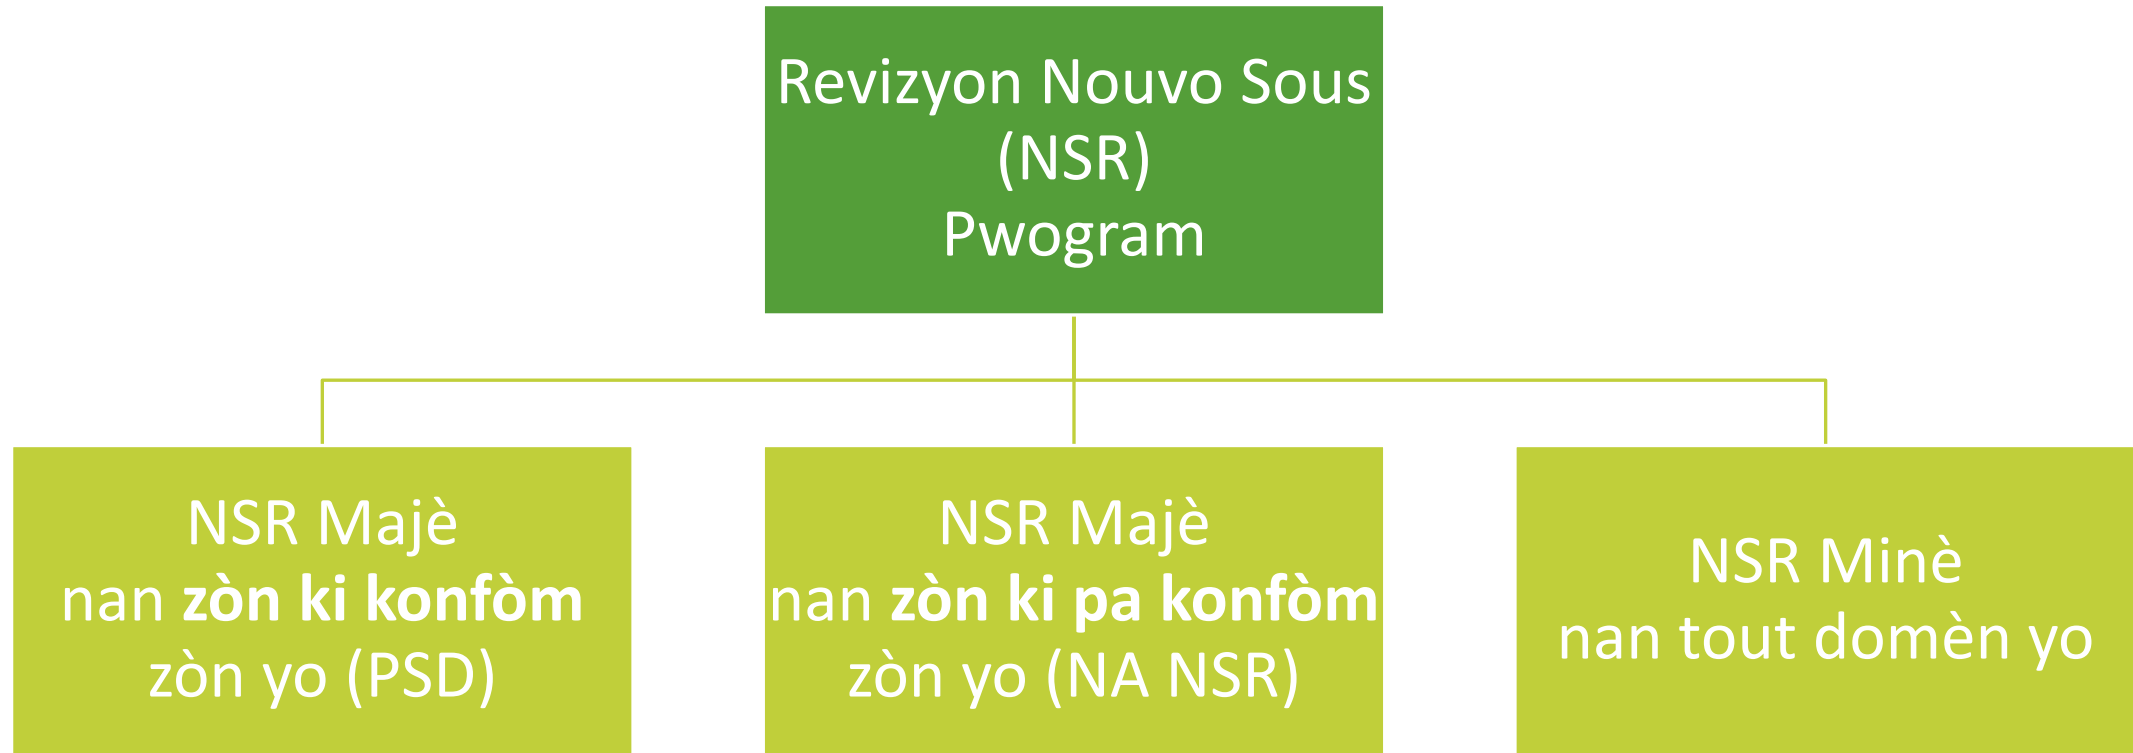 Revizyon Nouvo Sous
(NSR)
Pwogram
NSR Majè
nan zòn ki konfòm
zòn yo (PSD)
NSR Majè
nan zòn ki pa konfòm
zòn yo (NA NSR)
NSR Minè
nan tout domèn yo